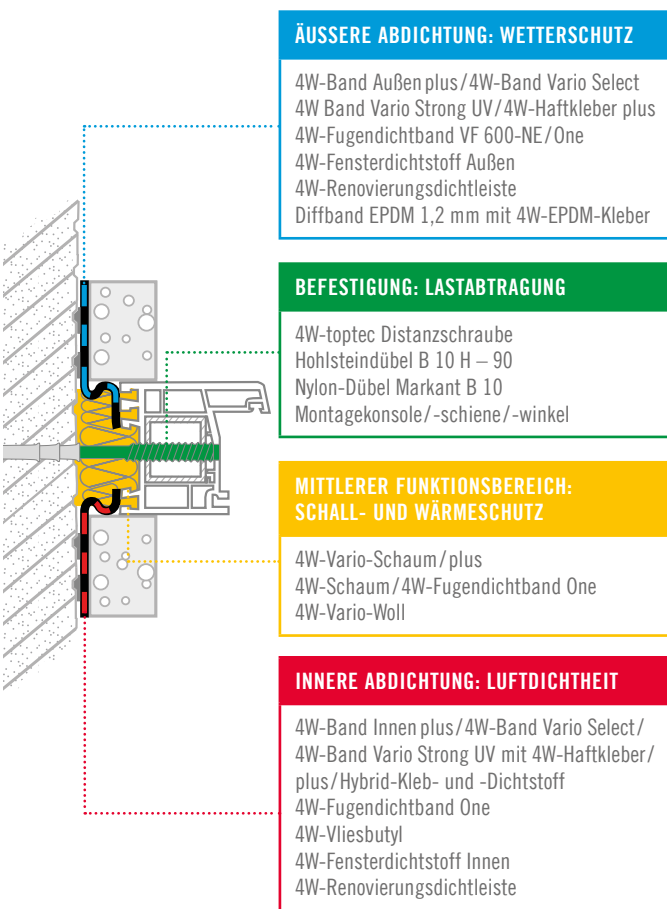 ÄUSSERE ABDICHTUNG: WETTERSCHUTZ
4W-Band Außen plus/4W-Band Vario Select
4W Band Vario Strong UV/4W-Haftkleber plus
4W-Fugendichtband VF 600-NE/One
4W-Fensterdichtstoff Außen
4W-Renovierungsdichtleiste
Diffband EPDM 1,2 mm mit 4W-EPDM-Kleber
BEFESTIGUNG: LASTABTRAGUNG
4W-toptec Distanzschraube
Hohlsteindübel B 10 H – 90
Nylon-Dübel Markant B 10
Montagekonsole/-schiene/-winkel
MITTLERER FUNKTIONSBEREICH:
SCHALL- UND WÄRMESCHUTZ
4W-Vario-Schaum/plus
4W-Schaum/4W-Fugendichtband One
4W-Vario-Woll
INNERE ABDICHTUNG: LUFTDICHTHEIT
4W-Band Innen plus/4W-Band Vario Select/
4W-Band Vario Strong UV mit 4W-Haftkleber/
plus/Hybrid-Kleb- und -Dichtstoff
4W-Fugendichtband One
4W-Vliesbutyl
4W-Fensterdichtstoff Innen
4W-Renovierungsdichtleiste